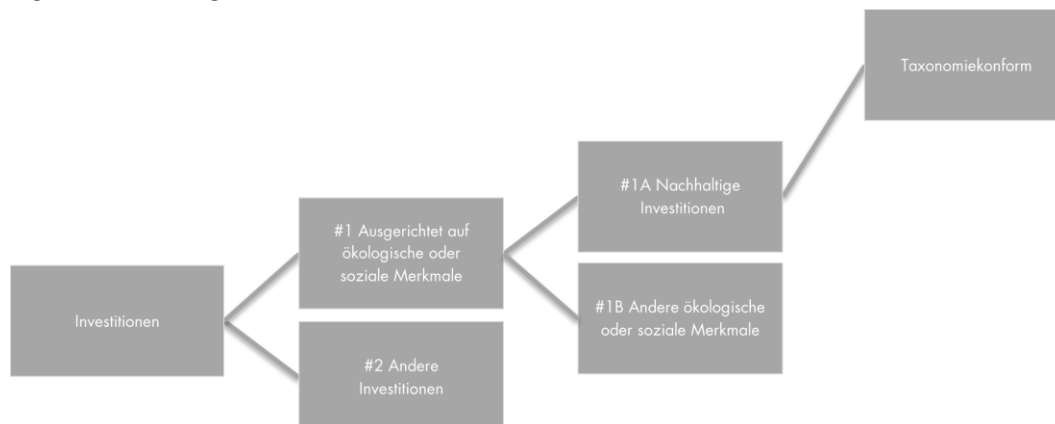 Investitionen
#1 Ausgerichtet auf
ökologische oder
soziale Merkmale
#2 Andere
Investitionen
#1A Nachhaltige
Investitionen
#1B Andere ökologische
oder soziale Merkmale
Taxonomiekonform